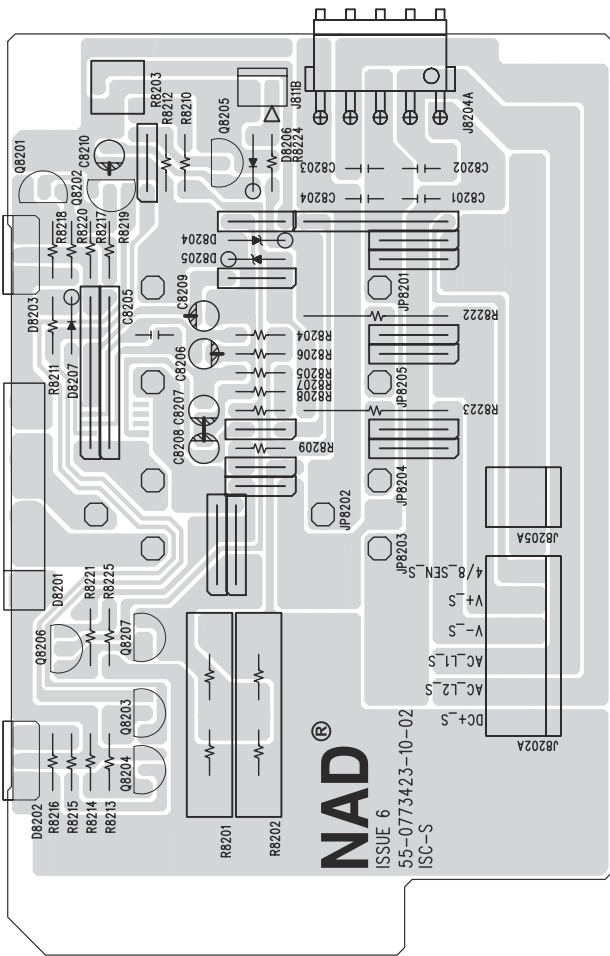 R8203
R8212
R8210
Q8205
J811B
D8206
R8224
J8204A
Q8201
C8210
Q8202
C8203
C8202
C8204
C8201
R8218
R8220
R8217
R8219
D8204
D8205
D8203
C8205
C8209
JP8201
R8222
R8211
D8207
C8206
R8204
R8206
R8205
R8207
R8208
JP8205
C8207
C8208
R8223
R8209
JP8204
JP8202
JP8203
J8205A
4/8_SEN_S
V+_S
V-_S
AC_L1_S
AC_L2_S
DC+_S
J8202A
D8201
R8221
R8225
Q8206
Q8207
Q8203
Q8204
D8202
R8216
R8215
R8214
R8213
R8201
R8202
NAD®
ISSUE 6
55-0773423-10-02
ISC-S